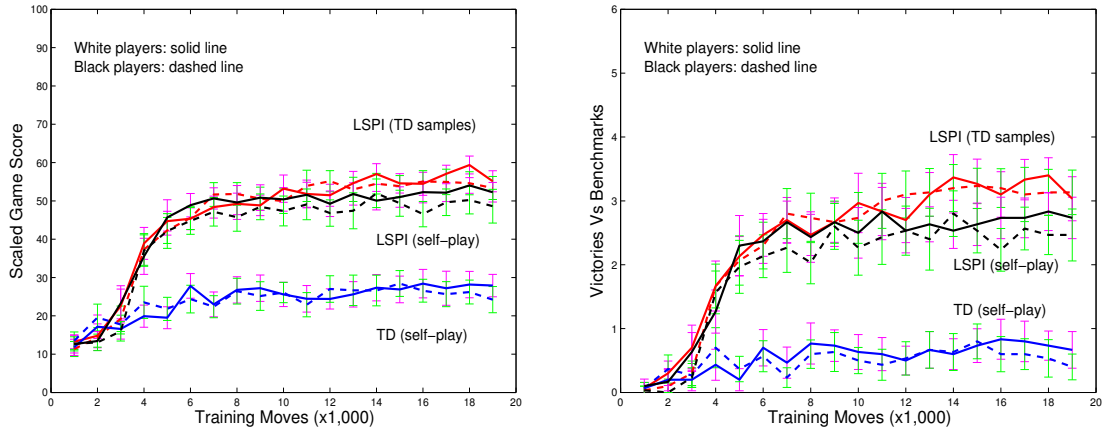 Scaled Game Score
100
90
80
70
60
50
40
30
20
10
0
White players: solid line
Black players: dashed line
LSPI (TD samples)
LSPI (self−play)
TD (self−play)
0 2 4 6 8 10 12 14 16 18 20
Training Moves (x1,000)
Victories Vs Benchmarks
6
5
4
3
2
1
0
White players: solid line
Black players: dashed line
LSPI (TD samples)
LSPI (self−play)
TD (self−play)
0 2 4 6 8 10 12 14 16 18 20
Training Moves (x1,000)